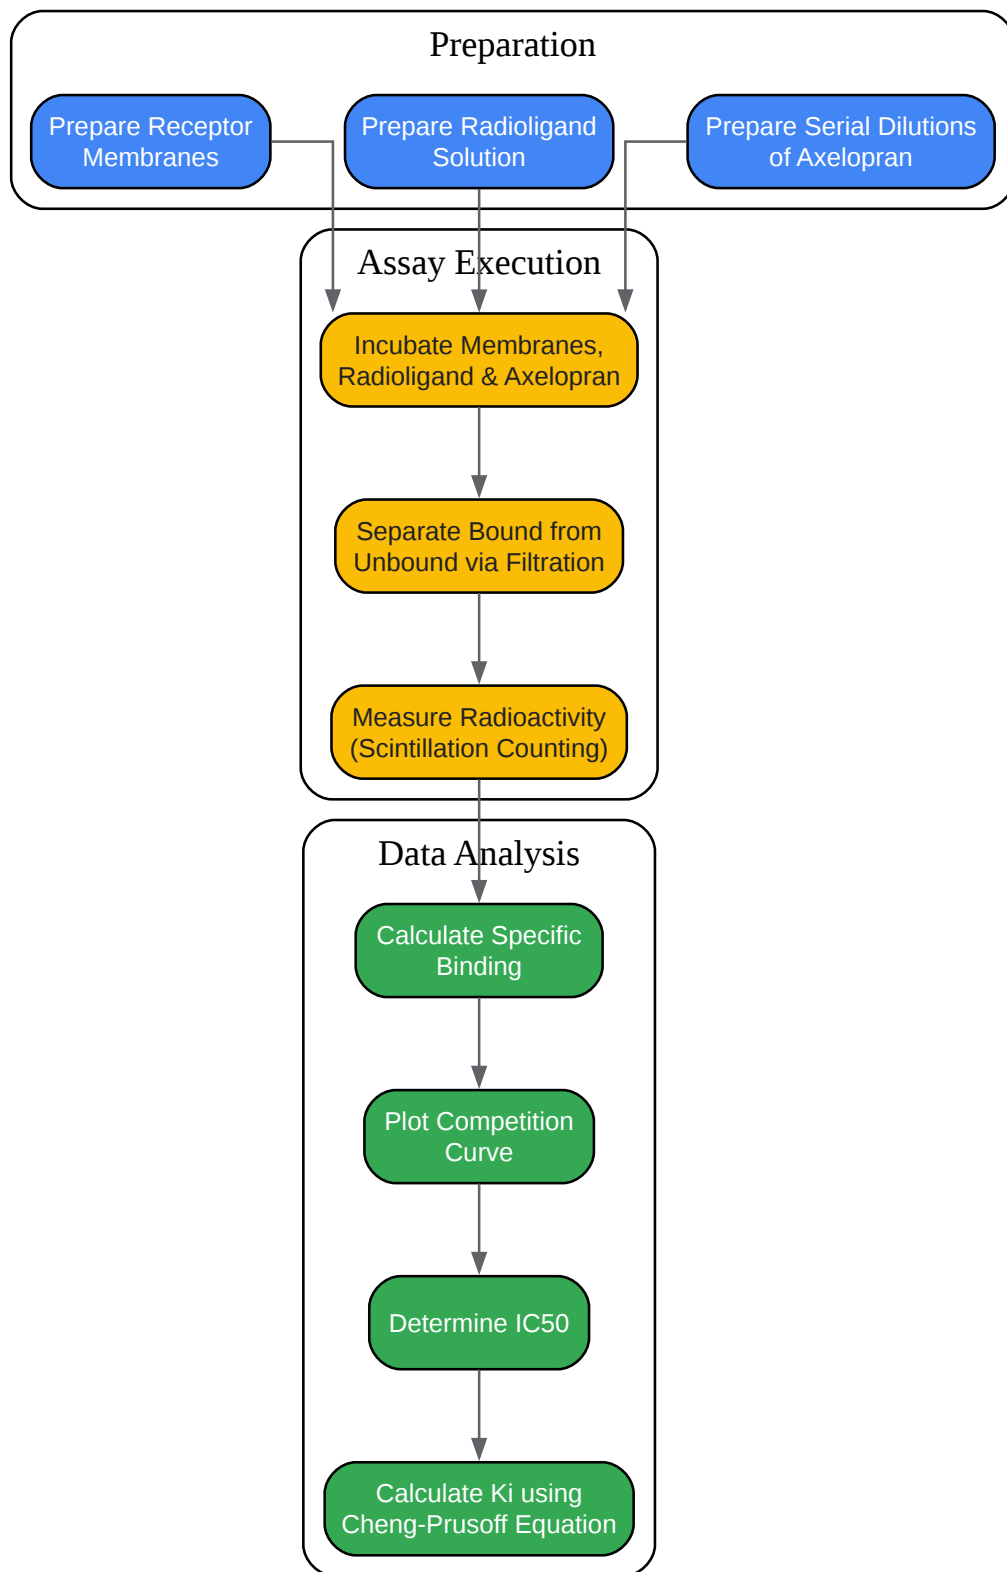 Preparation
Prepare Receptor
Membranes
Prepare Radioligand
Solution
Prepare Serial Dilutions
of Axelopran
Assay Execution
Incubate Membranes,
Radioligand & Axelopran
Separate Bound from
Unbound via Filtration
Measure Radioactivity
(Scintillation Counting)
Data Analysis
Calculate Specific
Binding
Plot Competition
Curve
Determine IC50
Calculate Ki using
Cheng-Prusoff Equation